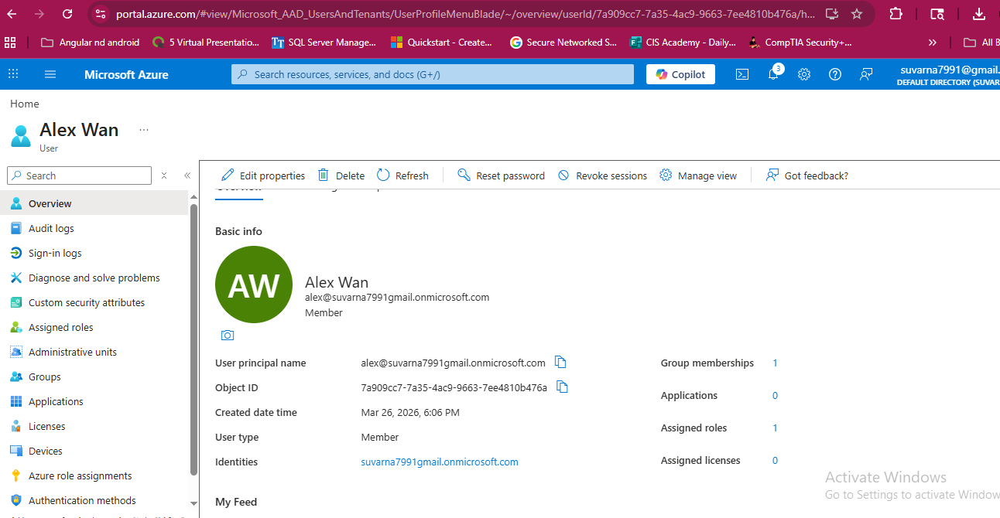 portal.azure.com/#view/Microsoft_AAD_UsersAndTenants/UserProfileMenuBlade/~/overview/userId/7a909cc7-7a35-4ac9-9663-7ee4810b476a/h...
Angular nd android
5 Virtual Presentatio...
SQL Server Manage...
Quickstart - Create...
Secure Networked S...
CIS Academy - Daily...
CompTIA Security+...
» All B
Microsoft Azure
Search resources, services, and docs (G+/)
Copilot
3
suvarna7991@gmail.
DEFAULT DIRECTORY (SUVAR
Home
Alex Wan
...
User
Search
Edit properties
Delete
Refresh
Reset password
Revoke sessions
Manage view
Got feedback?
Overview
Audit logs
Sign-in logs
Diagnose and solve problems
Custom security attributes
Assigned roles
Administrative units
Groups
Applications
Licenses
Devices
Azure role assignments
Authentication methods
Overview
Basic info
AW
Alex Wan
alex@suvarna7991gmail.onmicrosoft.com
Member
User principal name alex@suvarna7991gmail.onmicrosoft.com
Object ID 7a909cc7-7a35-4ac9-9663-7ee4810b476a
Created date time Mar 26, 2026, 6:06 PM
User type Member
Identities suvarna7991gmail.onmicrosoft.com
Group memberships 1
Applications 0
Assigned roles 1
Assigned licenses 0
My Feed
Activate Windows
Go to Settings to activate Window